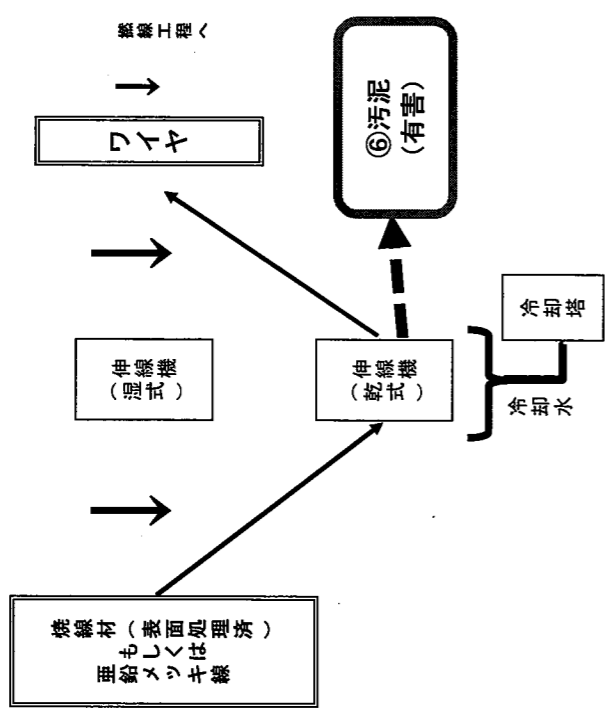 焼線材（表面処理済）
もしくは
亜鉛メッキ線
伸線機
（湿式）
伸線機
（乾式）
冷却水
冷却塔
ワイヤ
⑥汚泥
（有害）
撚線工程へ